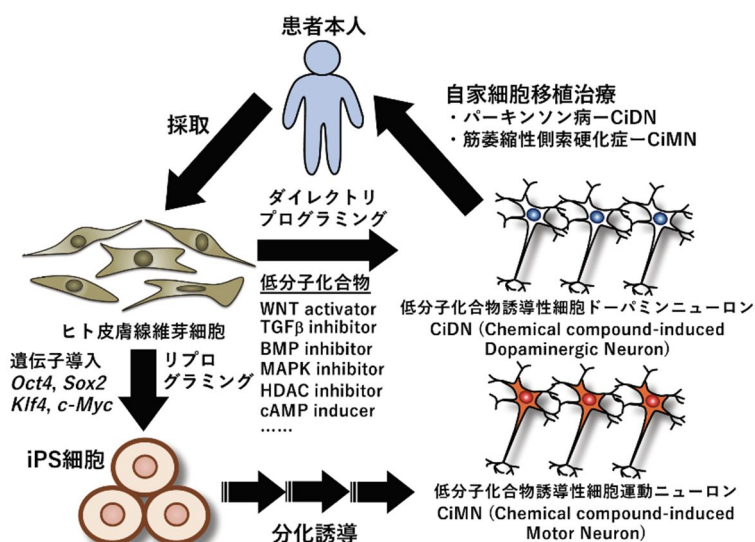 患者本人
採取
自家細胞移植治療
・パーキンソン病ーCiDN
・筋萎縮性側索硬化症ーCiMN
ダイレクトリ
プログラミング
低分子化合物
WNT activator
TGFβ inhibitor
BMP inhibitor
MAPK inhibitor
HDAC inhibitor
cAMP inducer
……
ヒト皮膚線維芽細胞
低分子化合物誘導性細胞ドーパミンニューロン
CiDN (Chemical compound-induced
Dopaminergic Neuron)
遺伝子導入
Oct4, Sox2
Klf4, c-Myc
リプロ
グラミング
iPS細胞
分化誘導
低分子化合物誘導性細胞運動ニューロン
CiMN (Chemical compound-induced
Motor Neuron)